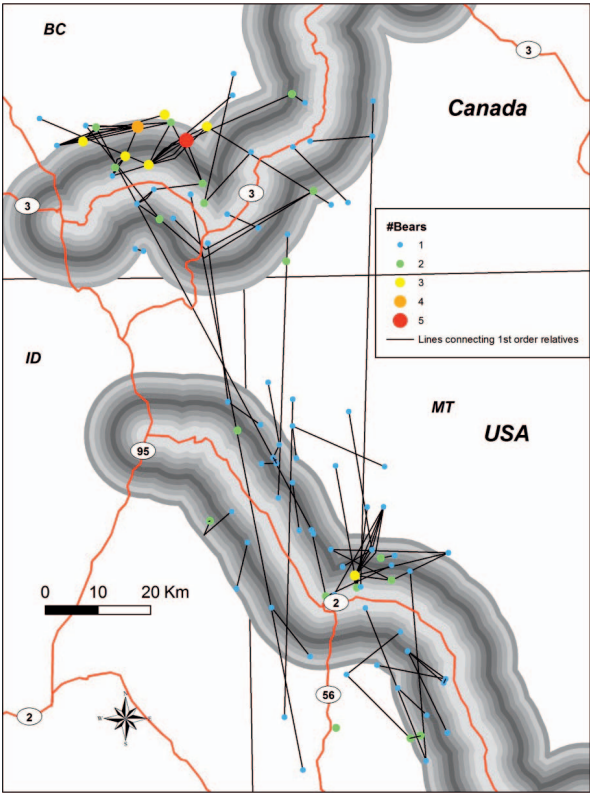 BC
3
Canada
3
3
#Bears
1
2
3
4
5
Lines connecting 1st order relatives
ID
MT
USA
95
0 10 20 Km
2
56
2
N
W E
S